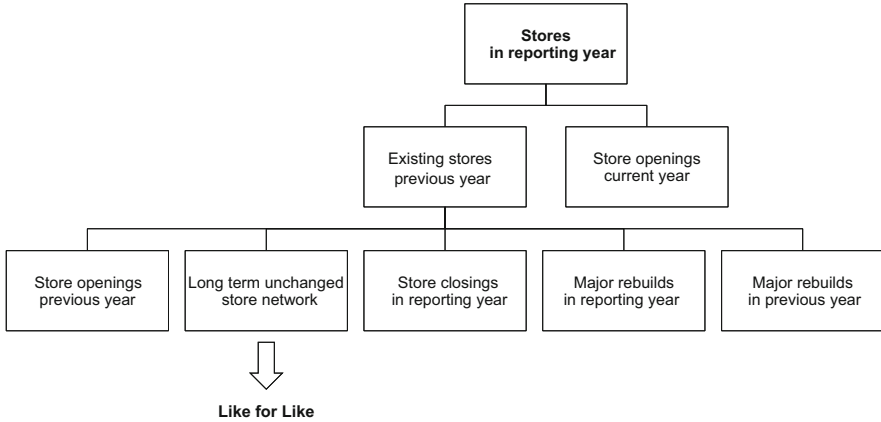 Stores
in reporting year
Existing stores
previous year
Store openings
current year
Store openings
previous year
Long term unchanged
store network
Store closings
in reporting year
Major rebuilds
in reporting year
Major rebuilds
in previous year
Like for Like